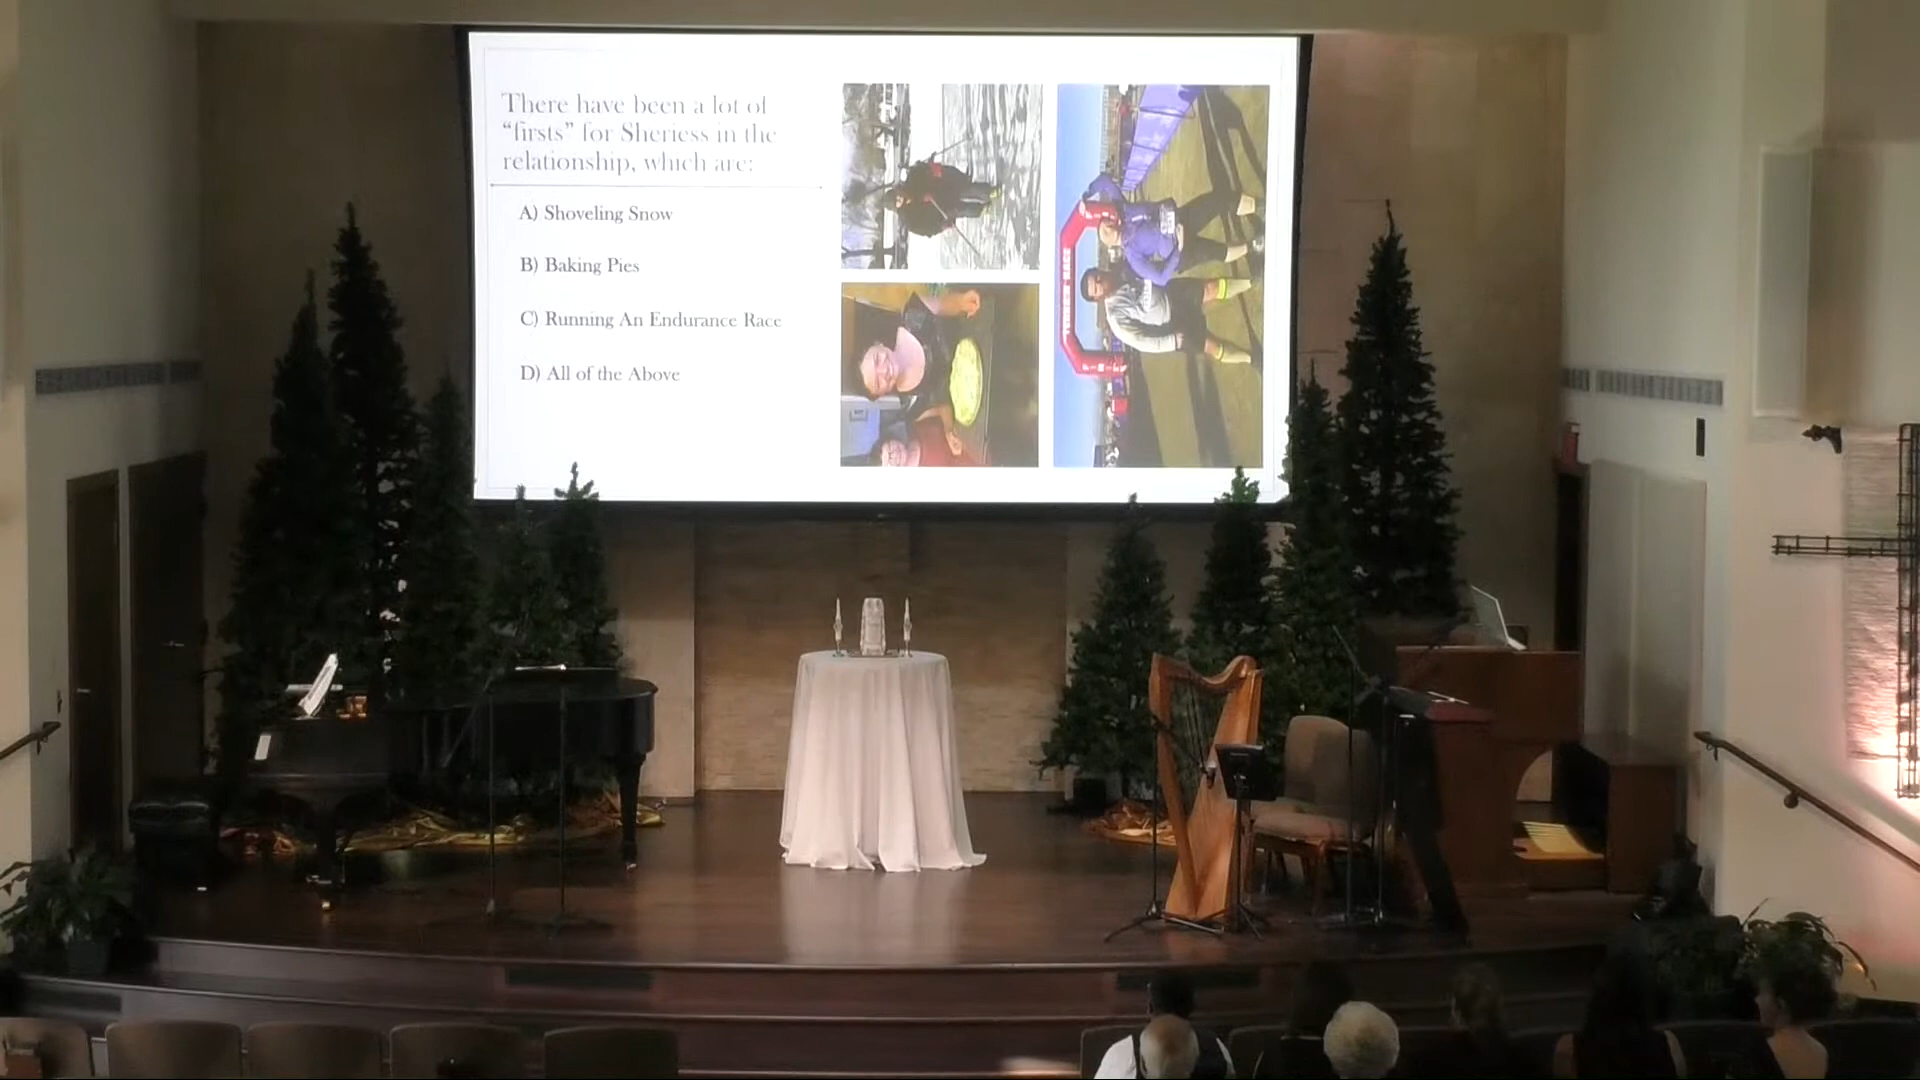 There have been a lot of
“firsts” for Sheriess in the
relationship, which are:
A) Shoveling Snow
B) Baking Pies
C) Running An Endurance Race
D) All of the Above